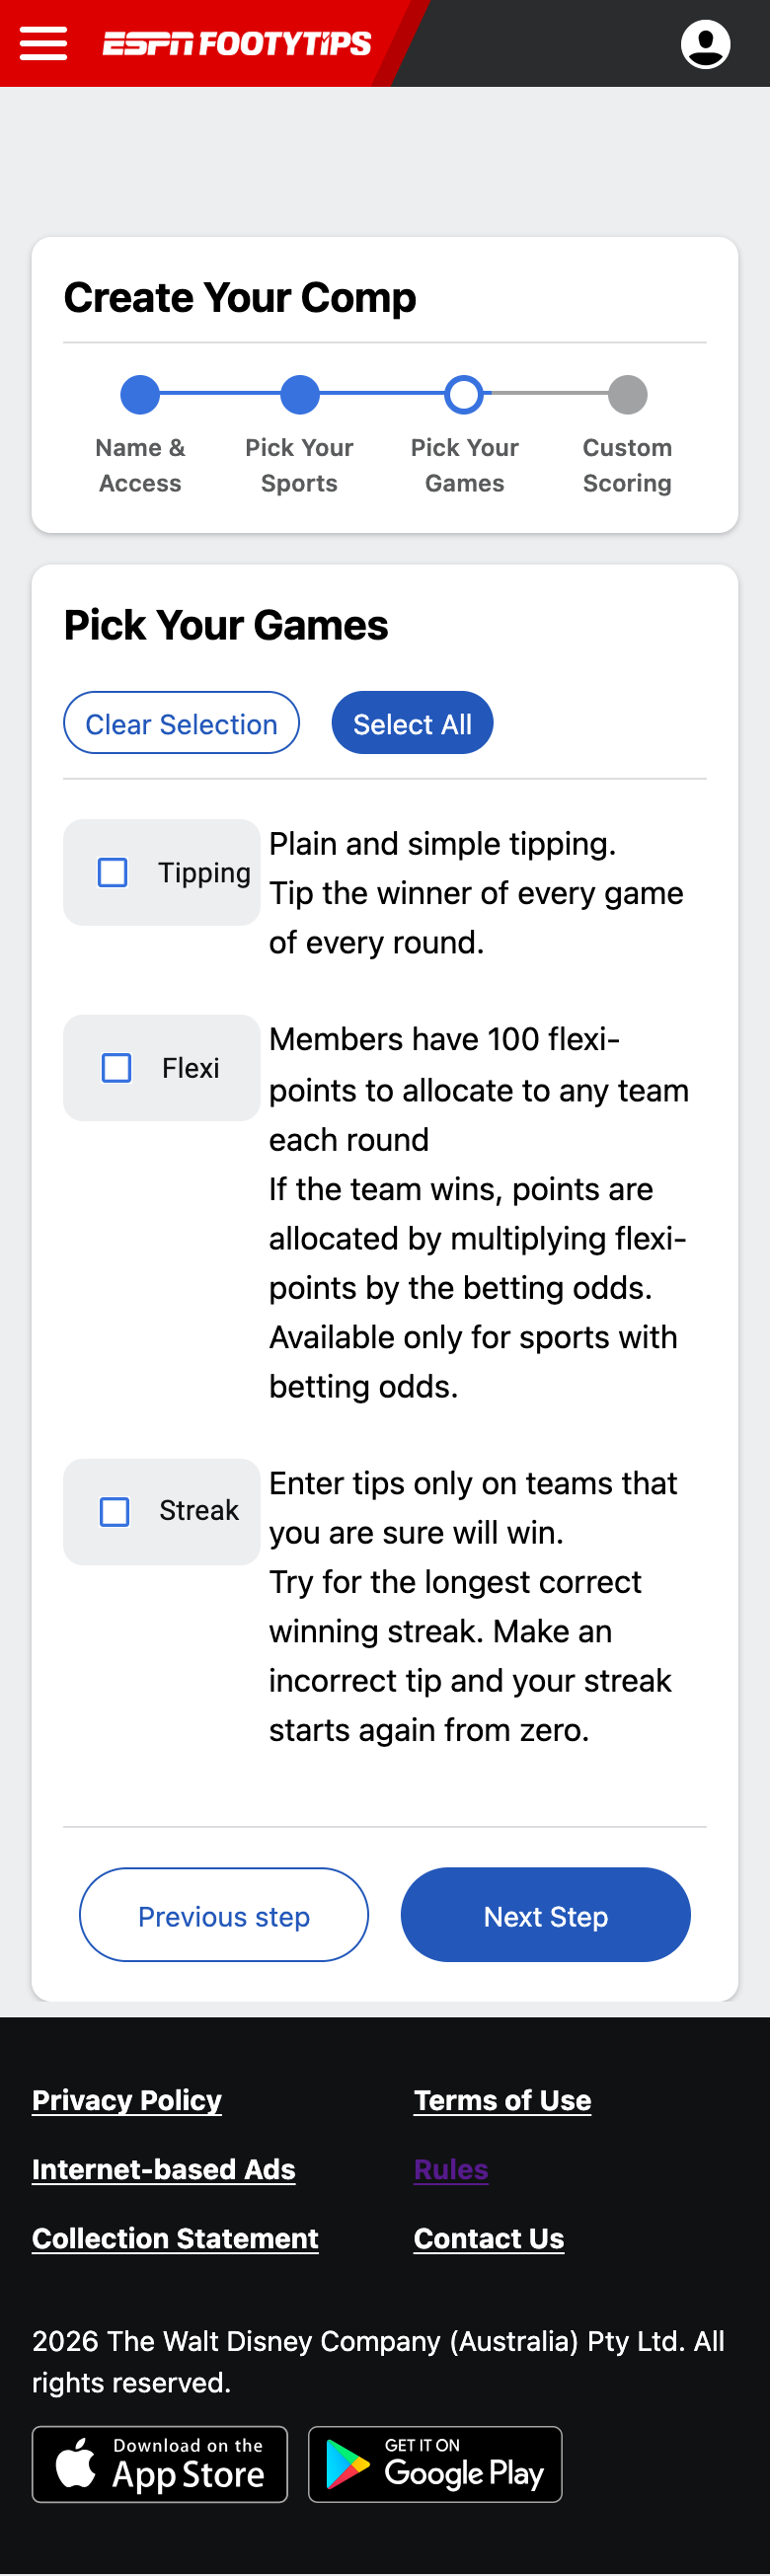 ESPN FOOTYTIPS
Create Your Comp
Name &
Access
Pick Your
Sports
Pick Your
Games
Custom
Scoring
Pick Your Games
Clear Selection
Select All
Tipping
Plain and simple tipping.
Tip the winner of every game
of every round.
Flexi
Members have 100 flexi-
points to allocate to any team
each round
If the team wins, points are
allocated by multiplying flexi-
points by the betting odds.
Available only for sports with
betting odds.
Streak
Enter tips only on teams that
you are sure will win.
Try for the longest correct
winning streak. Make an
incorrect tip and your streak
starts again from zero.
Previous step
Next Step
Privacy Policy
Terms of Use
Internet-based Ads
Rules
Collection Statement
Contact Us
2026 The Walt Disney Company (Australia) Pty Ltd. All
rights reserved.
Download on the
App Store
GET IT ON
Google Play